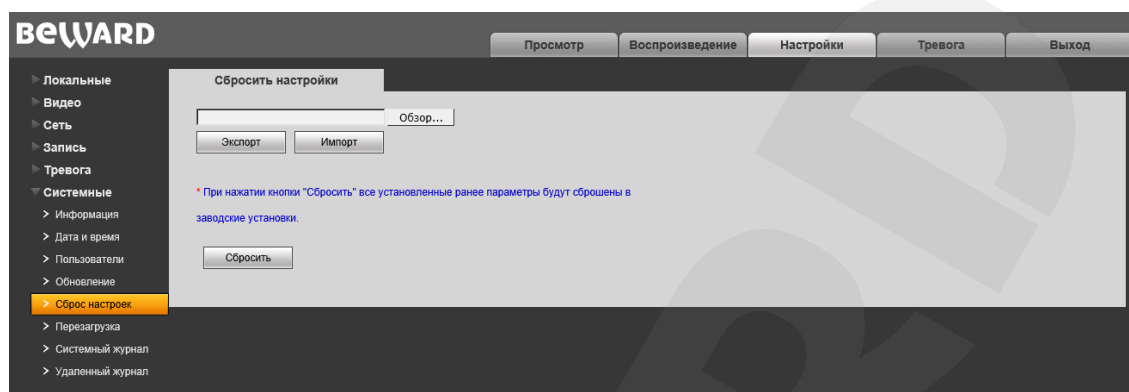 BEWARD
Просмотр
Воспроизведение
Настройки
Тревога
Выход
Локальные
Видео
Сеть
Запись
Тревога
Системные
Информация
Дата и время
Пользователи
Обновление
Сброс настроек
Перезагрузка
Системный журнал
Удаленный журнал
Сбросить настройки
Обзор...
Экспорт
Импорт
* При нажатии кнопки "Сбросить" все установленные ранее параметры будут сброшены в
заводские установки.
Сбросить